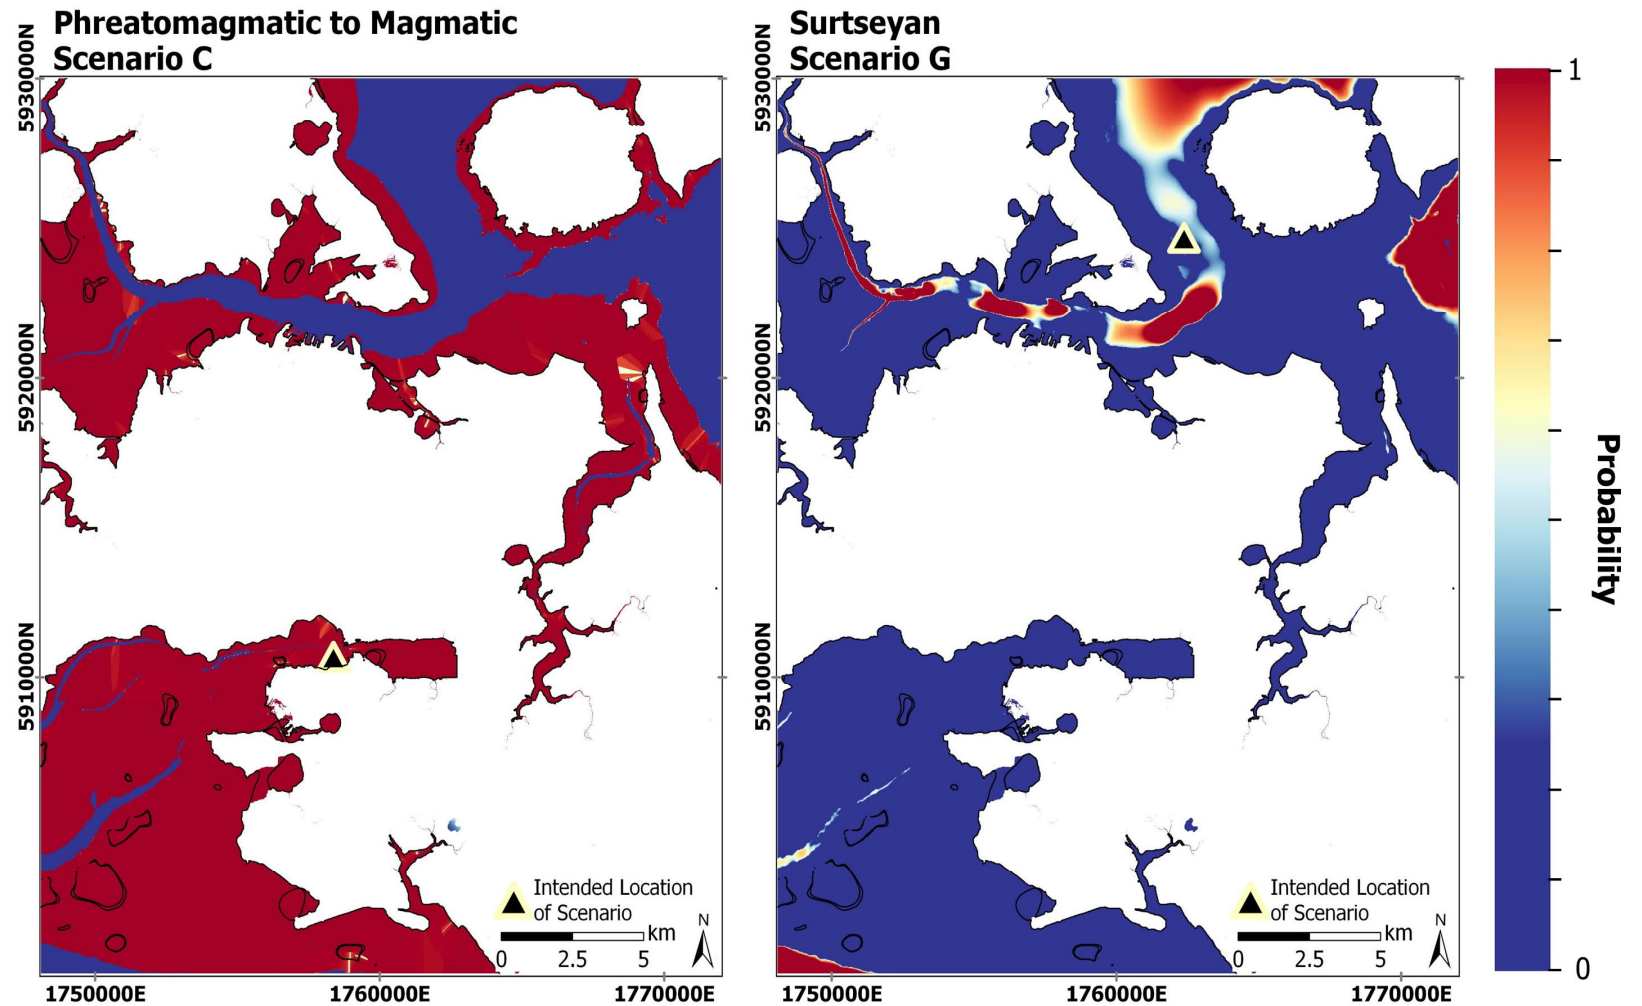 Phreatomagmatic to Magmatic
Scenario C
Surtseyan
Scenario G
5930000N
5920000N
5910000N
5930000N
5920000N
5910000N
1
Probability
0
Intended Location
of Scenario
km
0 2.5 5
N
Intended Location
of Scenario
km
0 2.5 5
N
1750000E 1760000E 1770000E
1750000E 1760000E 1770000E